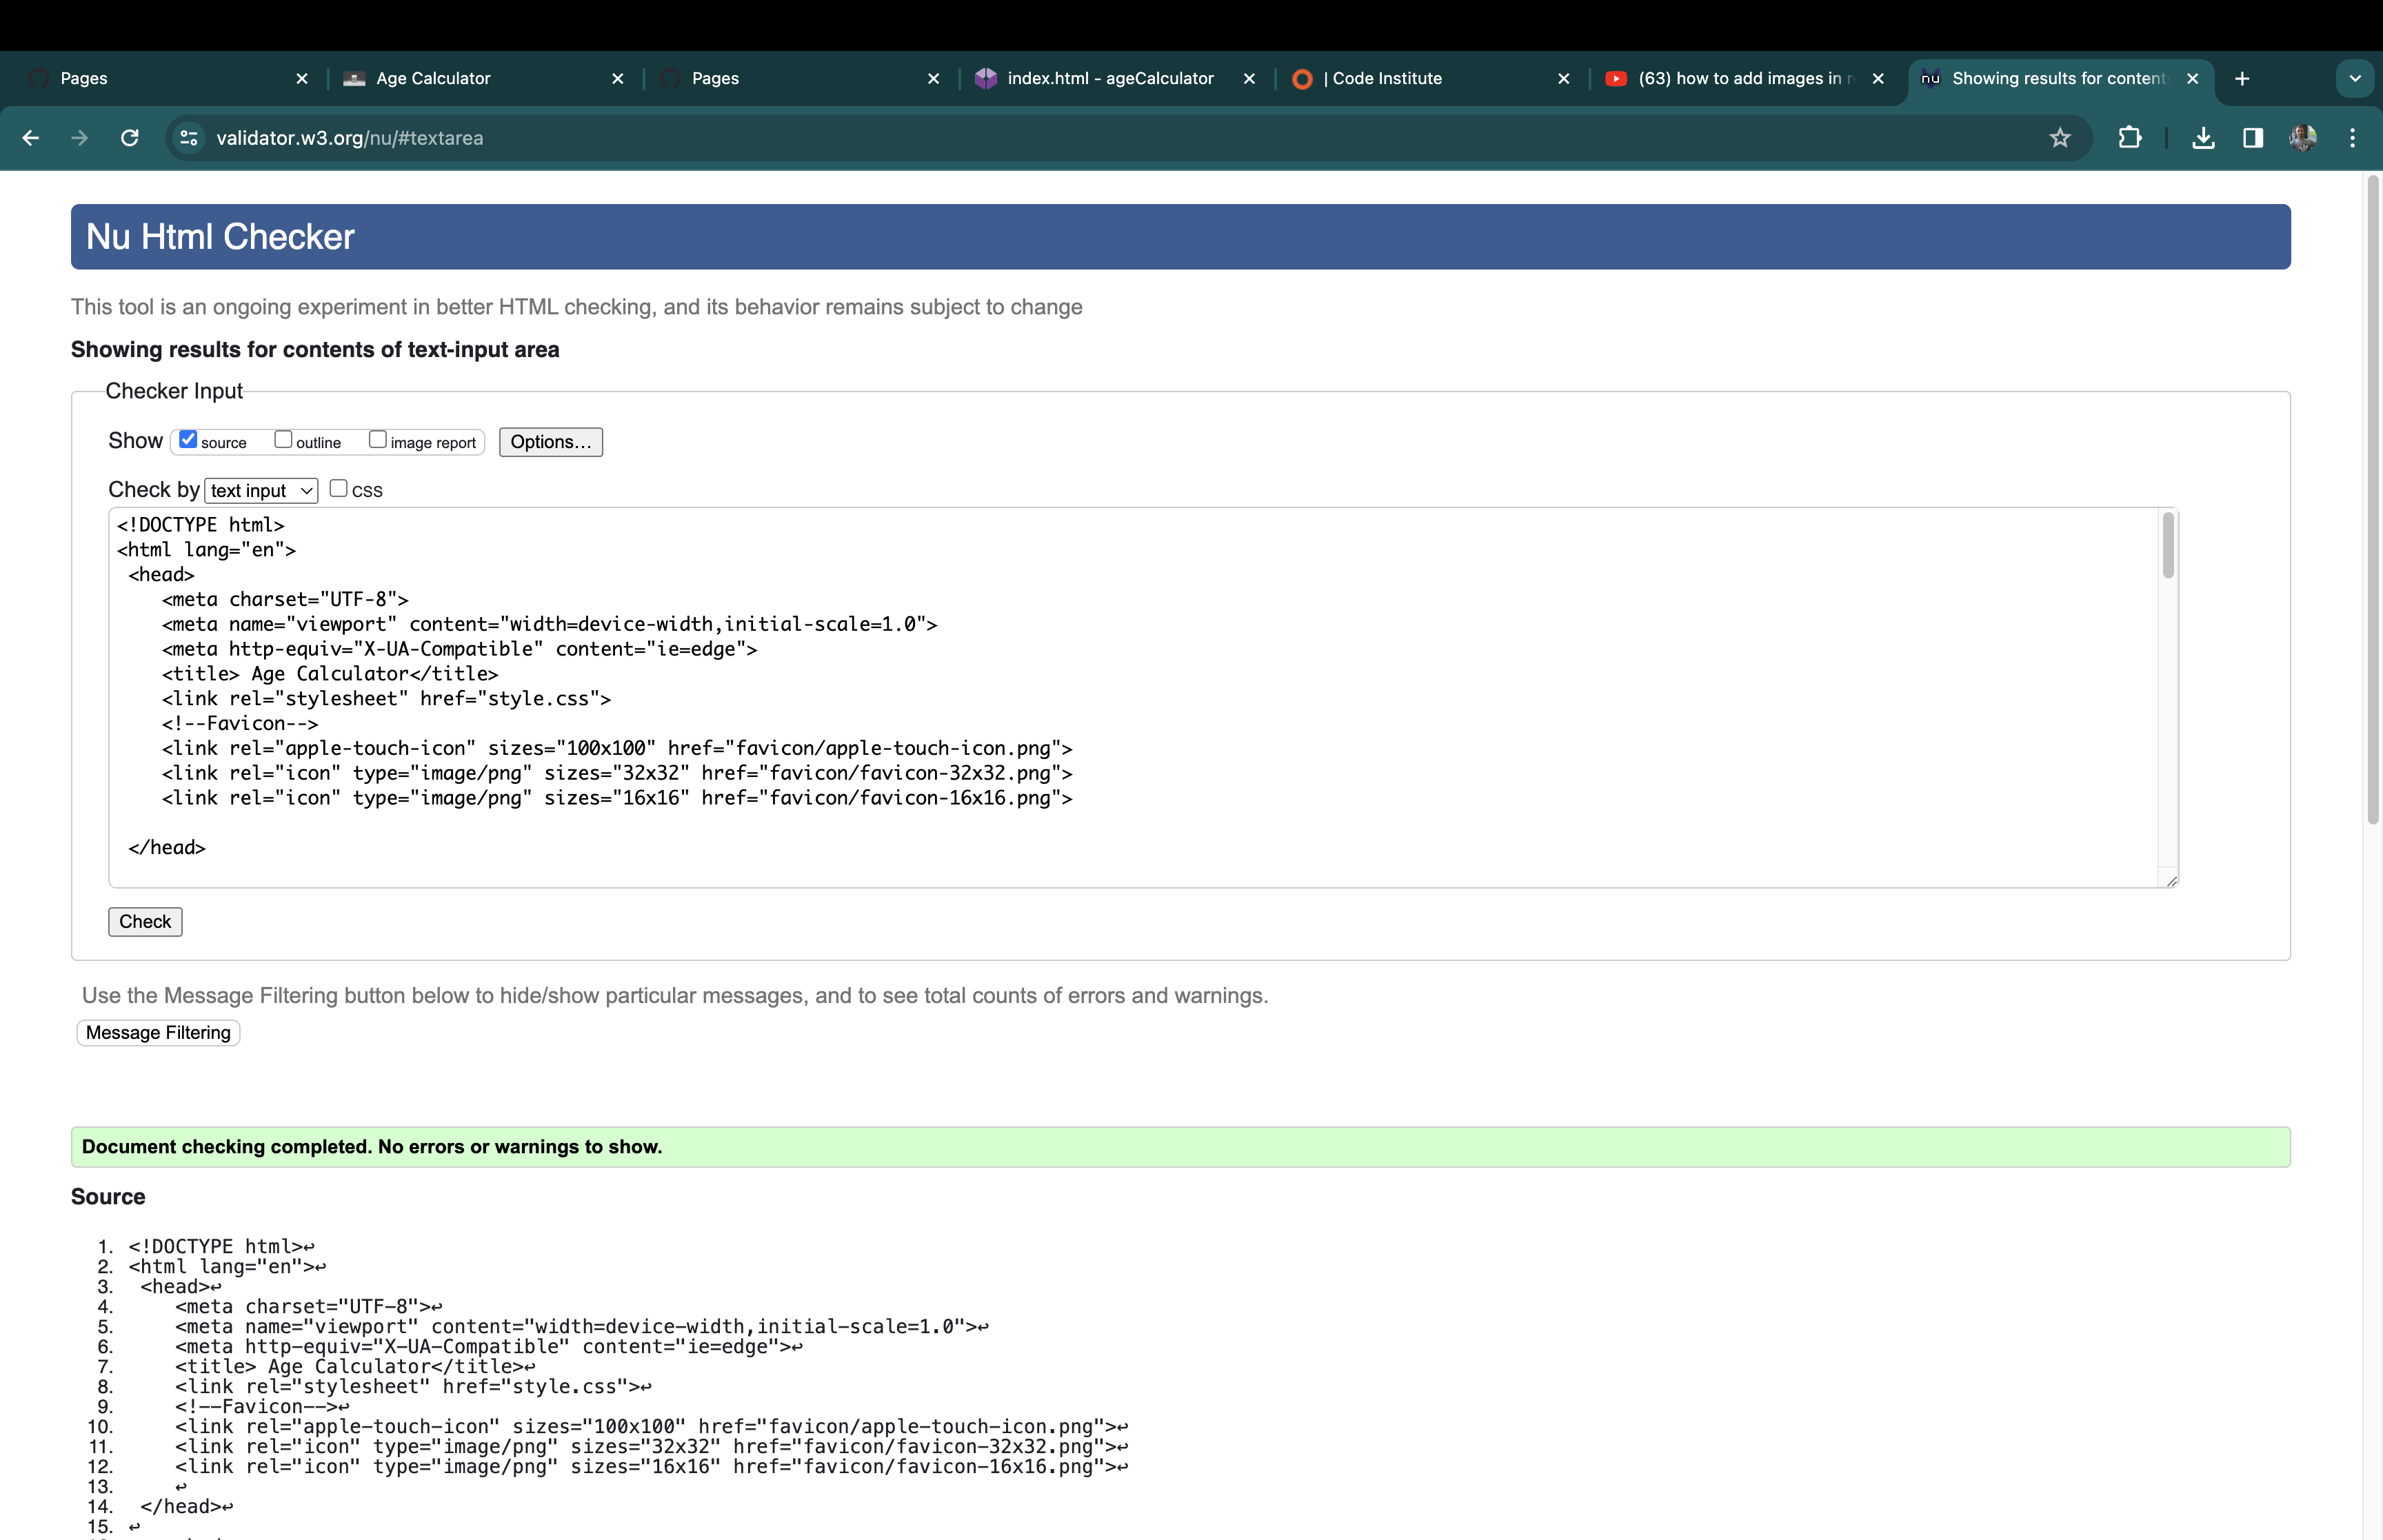 Pages
Age Calculator
Pages
index.html - ageCalculator
| Code Institute
(63) how to add images in r
nu Showing results for content
validator.w3.org/nu/#textarea
Nu Html Checker
This tool is an ongoing experiment in better HTML checking, and its behavior remains subject to change
Showing results for contents of text-input area
Checker Input
Show source outline image report Options...
Check by text input CSS
<!DOCTYPE html>
<html lang="en">
<head>
<meta charset="UTF-8">
<meta name="viewport" content="width=device-width,initial-scale=1.0">
<meta http-equiv="X-UA-Compatible" content="ie=edge">
<title> Age Calculator</title>
<link rel="stylesheet" href="style.css">
<!--Favicon-->
<link rel="apple-touch-icon" sizes="100x100" href="favicon/apple-touch-icon.png">
<link rel="icon" type="image/png" sizes="32x32" href="favicon/favicon-32x32.png">
<link rel="icon" type="image/png" sizes="16x16" href="favicon/favicon-16x16.png">
</head>
Check
Use the Message Filtering button below to hide/show particular messages, and to see total counts of errors and warnings.
Message Filtering
Document checking completed. No errors or warnings to show.
Source
1. <!DOCTYPE html>↩
2. <html lang="en">↩
3. <head>↩
4. <meta charset="UTF-8">↩
5. <meta name="viewport" content="width=device-width,initial-scale=1.0">↩
6. <meta http-equiv="X-UA-Compatible" content="ie=edge">↩
7. <title> Age Calculator</title>↩
8. <link rel="stylesheet" href="style.css">↩
9. <!--Favicon-->↩
10. <link rel="apple-touch-icon" sizes="100x100" href="favicon/apple-touch-icon.png">↩
11. <link rel="icon" type="image/png" sizes="32x32" href="favicon/favicon-32x32.png">↩
12. <link rel="icon" type="image/png" sizes="16x16" href="favicon/favicon-16x16.png">↩
13. ↩
14. </head>↩
15. ↩